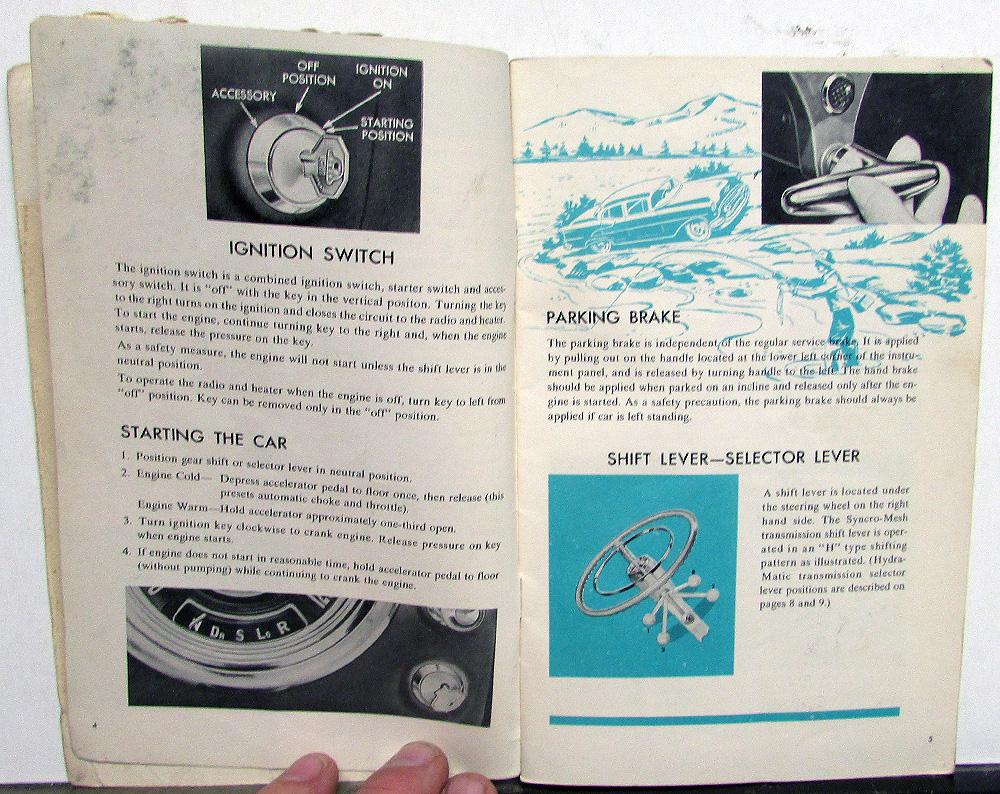 OFF
POSITION
IGNITION
ON
ACCESSORY
STARTING
POSITION
IGNITION SWITCH
The ignition switch is a combined ignition switch, starter switch and acces-
sory switch. It is "off" with the key in the vertical positon. Turning the key
to the right turns on the ignition and closes the circuit to the radio and heater.
To start the engine, continue turning key to the right and, when the engine
starts, release the pressure on the key.
As a safety measure, the engine will not start unless the shift lever is in the
neutral position.
To operate the radio and heater when the engine is off, turn key to left from
"off" position. Key can be removed only in the "off" position.
STARTING THE CAR
1. Position gear shift or selector lever in neutral position.
2. Engine Cold— Depress accelerator pedal to floor once, then release (this
presets automatic choke and throttle).
Engine Warm—Hold accelerator approximately one-third open.
3. Turn ignition key clockwise to crank engine. Release pressure on key
when engine starts.
4. If engine does not start in reasonable time, hold accelerator pedal to floor
(without pumping) while continuing to crank the engine.
N DR S LO R
4
PARKING BRAKE
The parking brake is independent of the regular service brake. It is applied
by pulling out on the handle located at the lower left corner of the instru-
ment panel, and is released by turning handle to the left. The hand brake
should be applied when parked on an incline and released only after the en-
gine is started. As a safety precaution, the parking brake should always be
applied if car is left standing.
SHIFT LEVER—SELECTOR LEVER
A shift lever is located under
the steering wheel on the right
hand side. The Syncro-Mesh
transmission shift lever is oper-
ated in an "H" type shifting
pattern as illustrated. (Hydra-
Matic transmission selector
lever positions are described on
pages 8 and 9.)
5